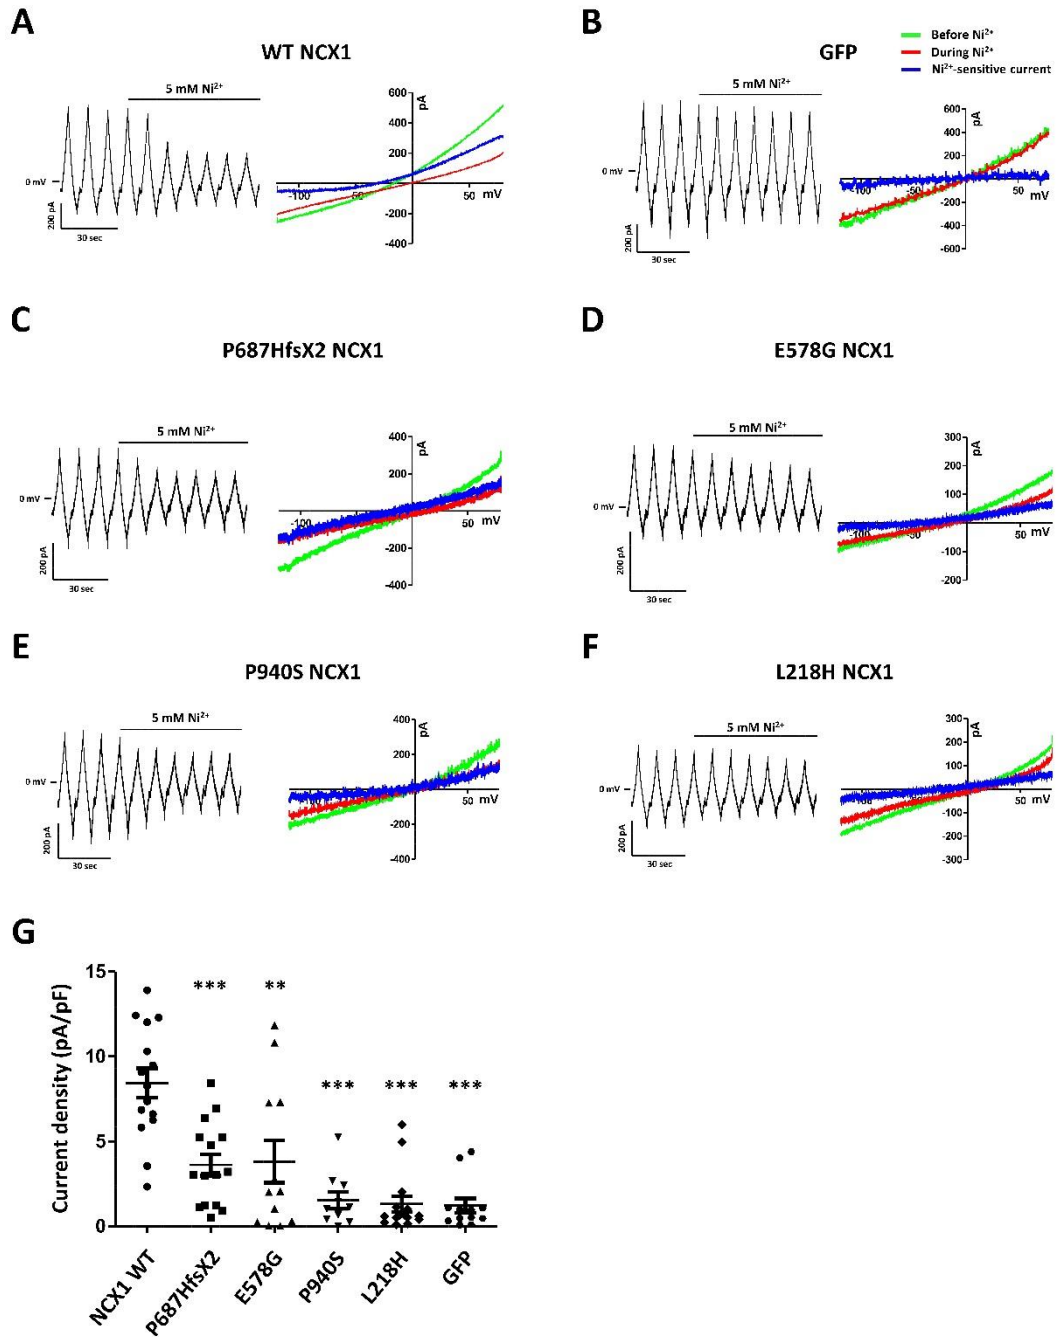 A
WT NCX1
5 mM Ni²⁺
0 mV
200 pA
30 sec
600
pA
400
200
-100
-50
50
mV
-200
-400
B
GFP
Before Ni²⁺
During Ni²⁺
Ni²⁺-sensitive current
5 mM Ni²⁺
0 mV
200 pA
30 sec
600
pA
400
200
-100
-50
50
mV
-200
-400
-600
C
P687HfsX2 NCX1
5 mM Ni²⁺
0 mV
200 pA
30 sec
400
pA
200
-100
50
mV
-200
-400
D
E578G NCX1
5 mM Ni²⁺
0 mV
200 pA
30 sec
300
pA
200
100
-100
50
mV
-100
-200
E
P940S NCX1
5 mM Ni²⁺
0 mV
200 pA
30 sec
400
pA
200
50
mV
-200
-400
F
L218H NCX1
5 mM Ni²⁺
0 mV
200 pA
30 sec
300
pA
200
100
-100
50
mV
-100
-200
-300
G
Current density (pA/pF)
15
10
5
0
*** ** *** *** ***
NCX1 WT
P687HfsX2
E578G
P940S
L218H
GFP